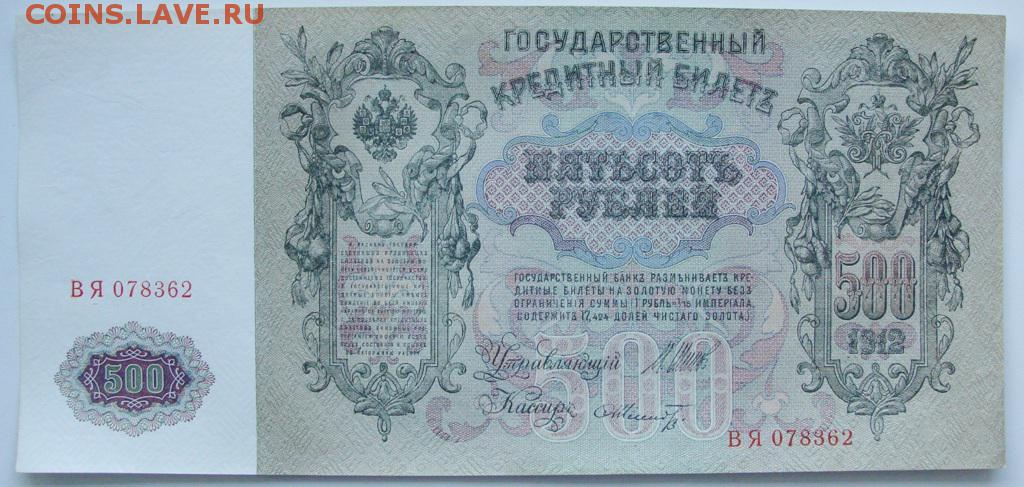 COINS.LAVE.RU
ГОСУДАРСТВЕННЫЙ
КРЕДИТНЫЙ БИЛЕТЪ
ПЯТЬСОТЪ
РУБЛЕЙ
ГОСУДАРСТВЕННЫЙ БАНКЪ РАЗМѢНИВАЕТЪ КРЕ-
ДИТНЫЕ БИЛЕТЫ НА ЗОЛОТУЮ МОНЕТУ БЕЗЪ
ОГРАНИЧЕНІЯ СУММЫ (1 РУБЛЬ = 1/15 ИМПЕРІАЛА,
СОДЕРЖИТЪ 17,424 ДОЛЕЙ ЧИСТАГО ЗОЛОТА.)
500
1912
ВЯ 078362
500
Управляющій
500
Кассиръ
ВЯ 078362